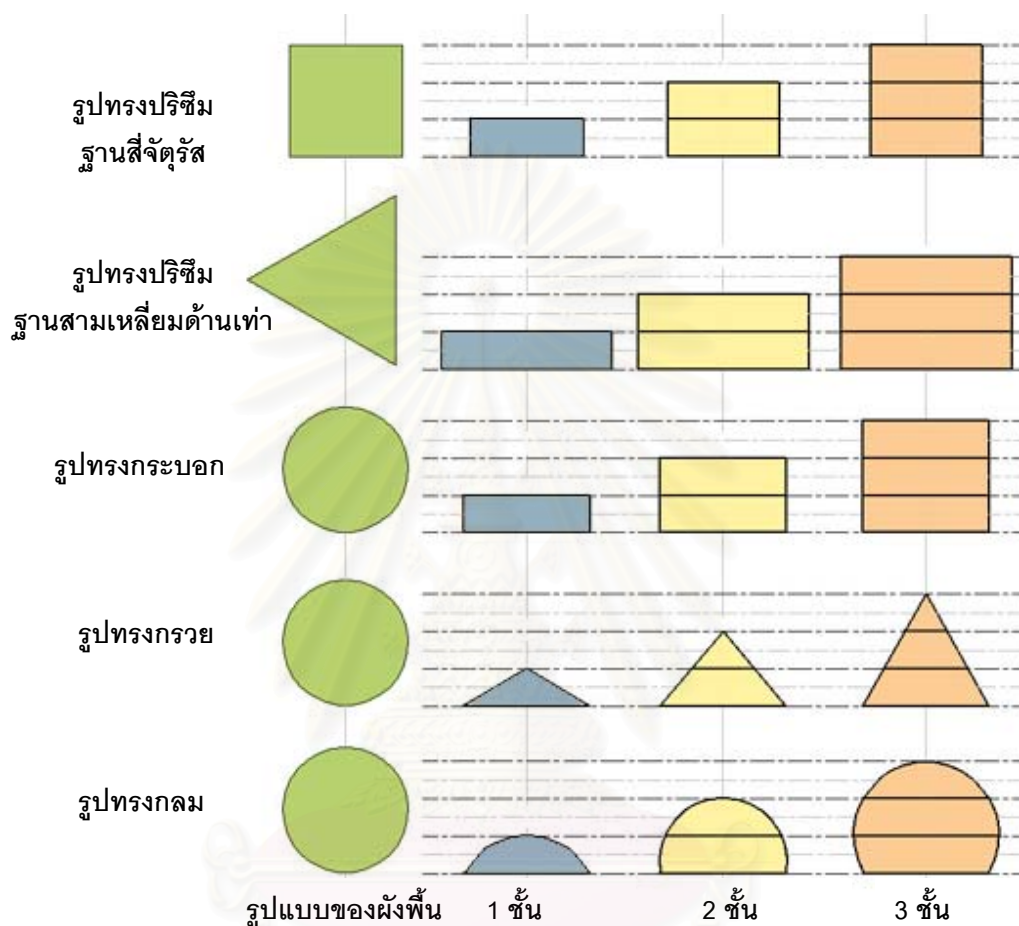 รูปทรงปริซึม
ฐานสี่จัตุรัส
รูปทรงปริซึม
ฐานสามเหลี่ยมด้านเท่า
รูปทรงกระบอก
รูปทรงกรวย
รูปทรงกลม
รูปแบบของผังพื้น 1 ชั้น 2 ชั้น 3 ชั้น